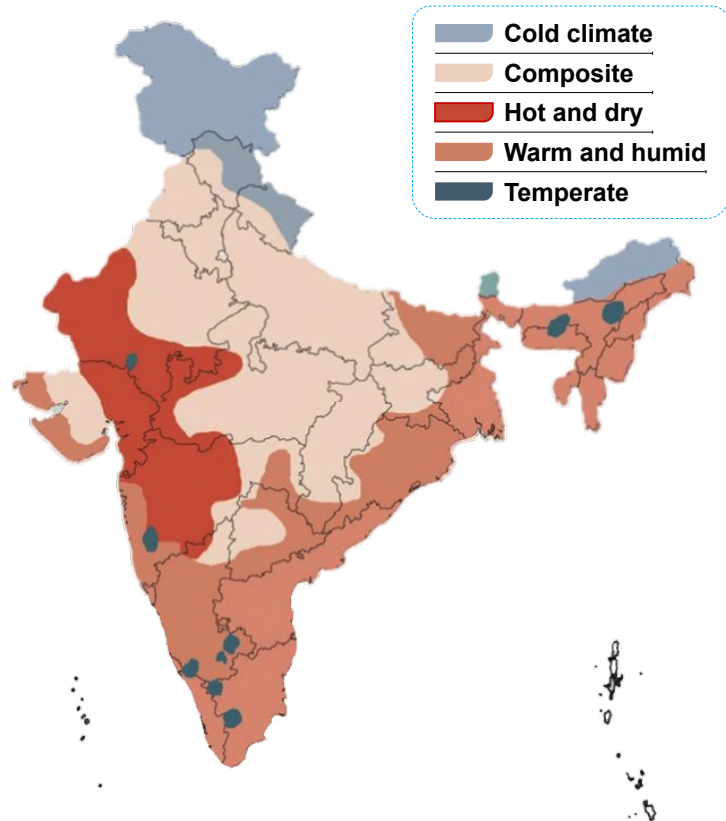 Cold climate
Composite
Hot and dry
Warm and humid
Temperate